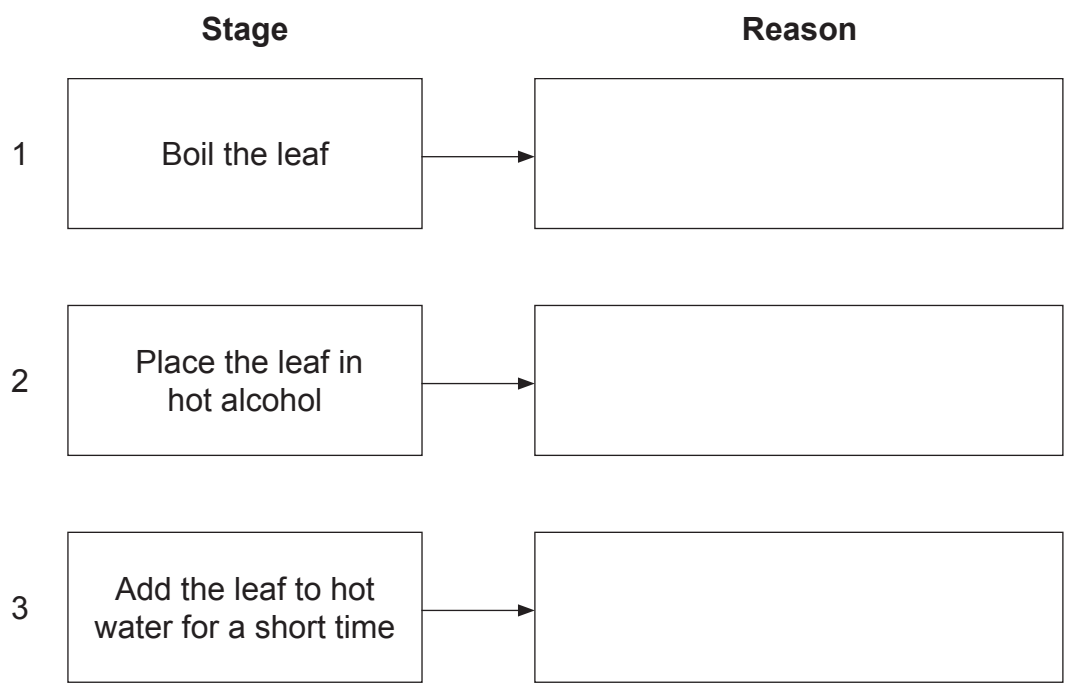 Stage Reason
1 Boil the leaf
Place the leaf in
2
hot alcohol
Add the leaf to hot
3
water for a short time